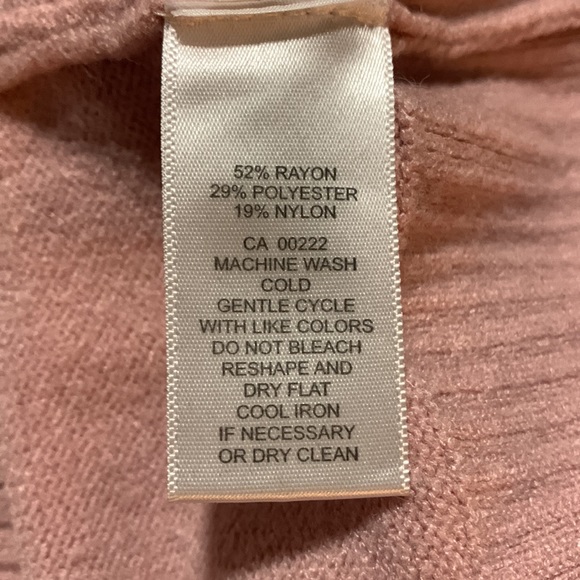 52% RAYON
29% POLYESTER
19% NYLON
CA 00222
MACHINE WASH
COLD
GENTLE CYCLE
WITH LIKE COLORS
DO NOT BLEACH
RESHAPE AND
DRY FLAT
COOL IRON
IF NECESSARY
OR DRY CLEAN